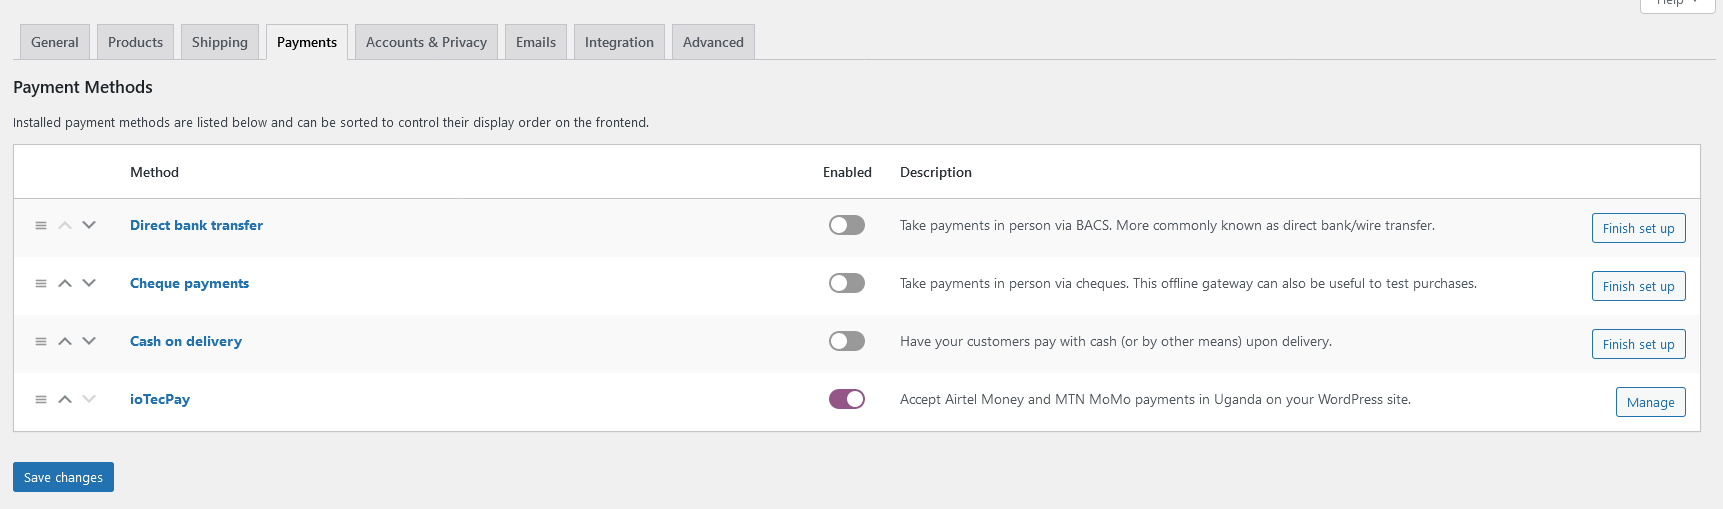 Help
General Products Shipping Payments Accounts & Privacy Emails Integration Advanced
Payment Methods
Installed payment methods are listed below and can be sorted to control their display order on the frontend.
Method Enabled Description
Direct bank transfer Take payments in person via BACS. More commonly known as direct bank/wire transfer. Finish set up
Cheque payments Take payments in person via cheques. This offline gateway can also be useful to test purchases. Finish set up
Cash on delivery Have your customers pay with cash (or by other means) upon delivery. Finish set up
ioTecPay Accept Airtel Money and MTN MoMo payments in Uganda on your WordPress site. Manage
Save changes